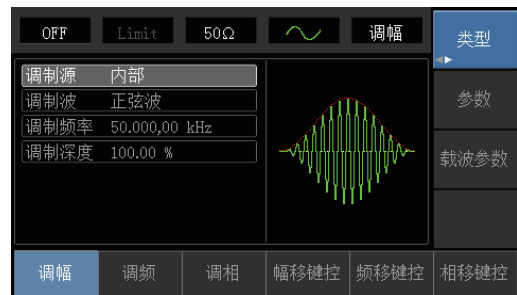 OFF Limit 50Ω 调幅 类型
调制源 内部
调制波 正弦波
调制频率 50.000,00 kHz
调制深度 100.00 %
参数
载波参数
调幅 调频 调相 幅移键控 频移键控 相移键控